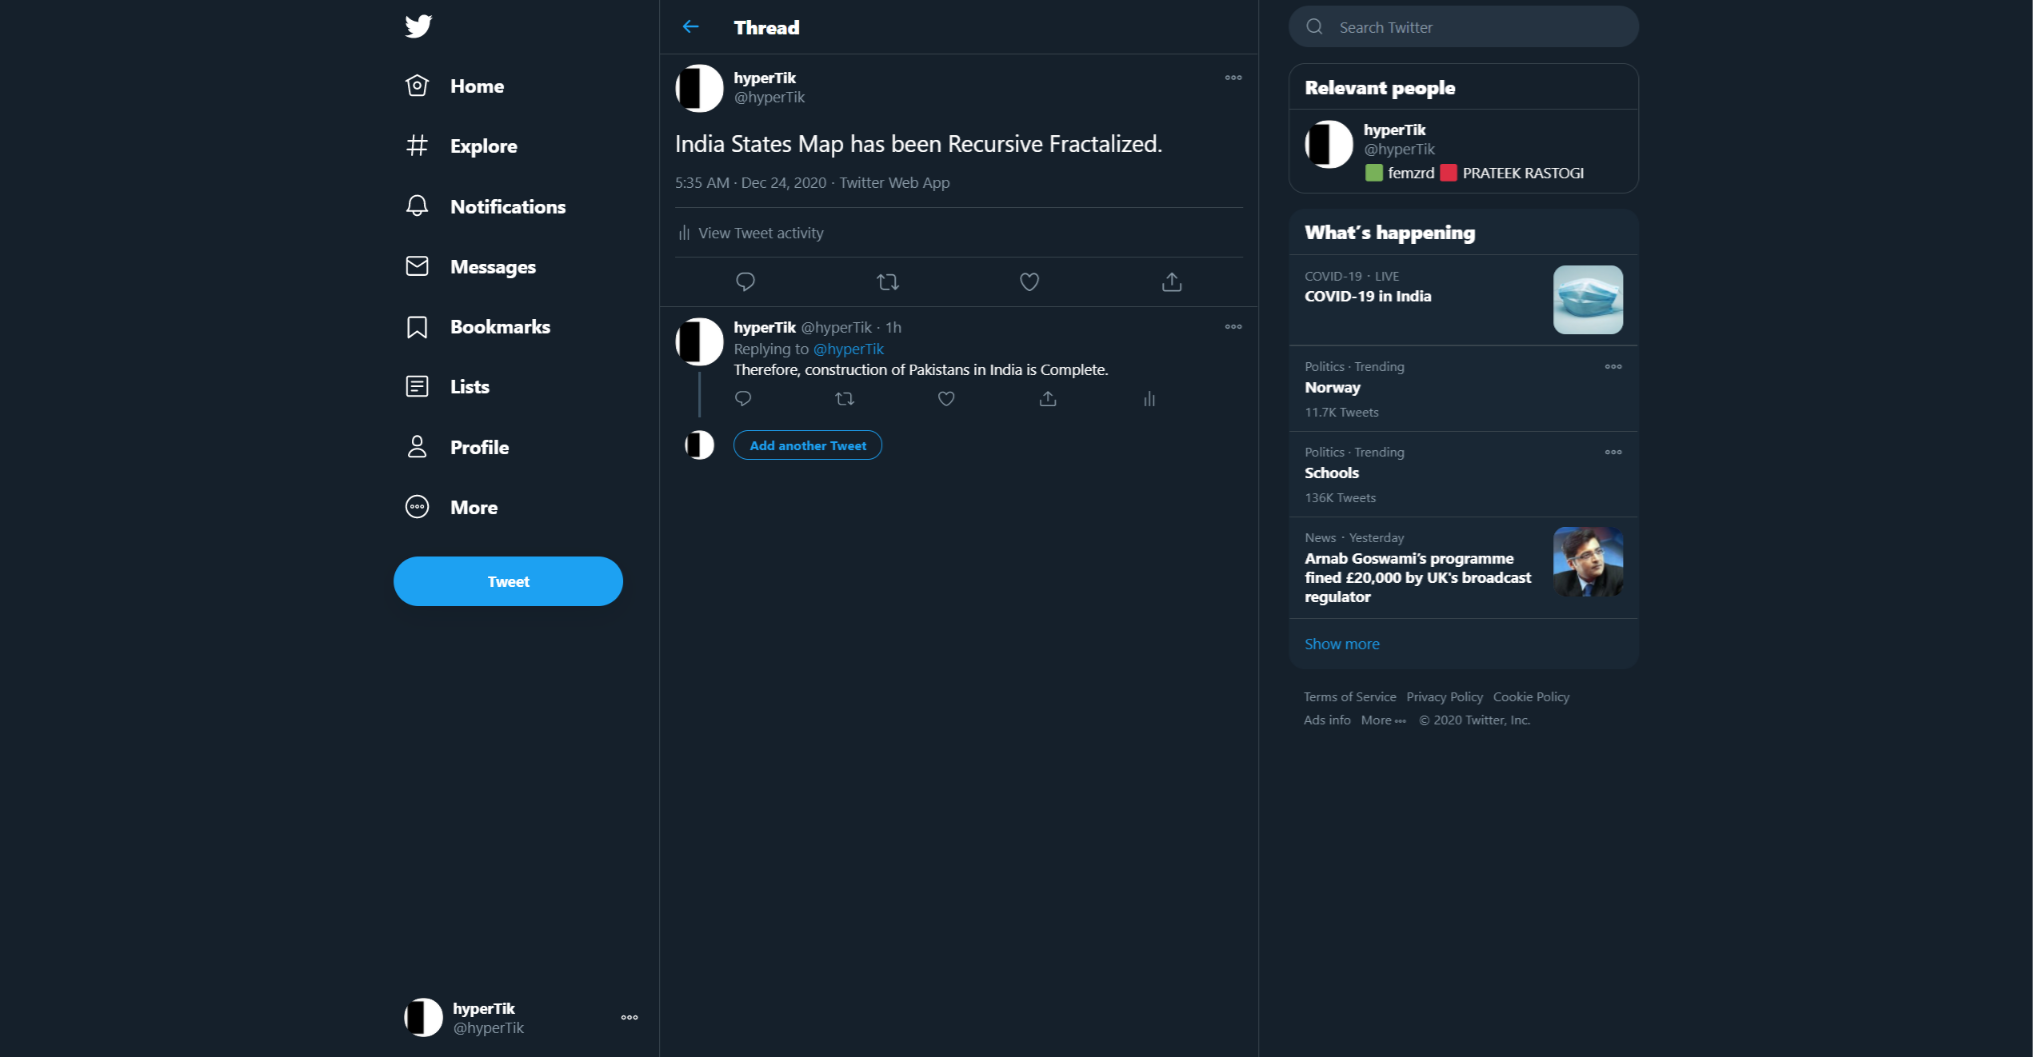 Home
Explore
Notifications
Messages
Bookmarks
Lists
Profile
More
Tweet
hyperTik
@hyperTik
Thread
hyperTik
@hyperTik
India States Map has been Recursive Fractalized.
5:35 AM · Dec 24, 2020 · Twitter Web App
View Tweet activity
hyperTik @hyperTik · 1h
Replying to @hyperTik
Therefore, construction of Pakistans in India is Complete.
Add another Tweet
Search Twitter
Relevant people
hyperTik
@hyperTik
femzrd PRATEEK RASTOGI
What's happening
COVID-19 · LIVE
COVID-19 in India
Politics · Trending
Norway
11.7K Tweets
Politics · Trending
Schools
136K Tweets
News · Yesterday
Arnab Goswami's programme
fined £20,000 by UK's broadcast
regulator
Show more
Terms of Service Privacy Policy Cookie Policy
Ads info More © 2020 Twitter, Inc.